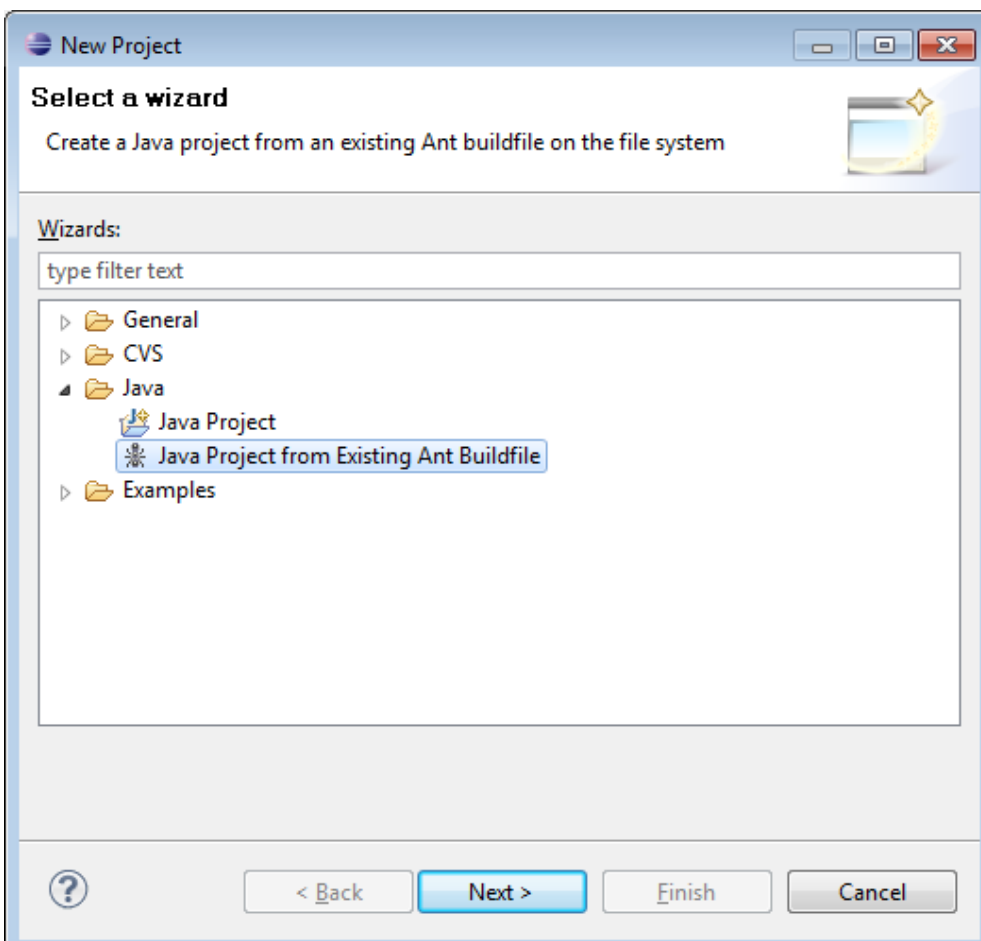 New Project
Select a wizard
Create a Java project from an existing Ant buildfile on the file system
Wizards:
type filter text
General
CVS
Java
Java Project
Java Project from Existing Ant Buildfile
Examples
? < Back Next > Finish Cancel